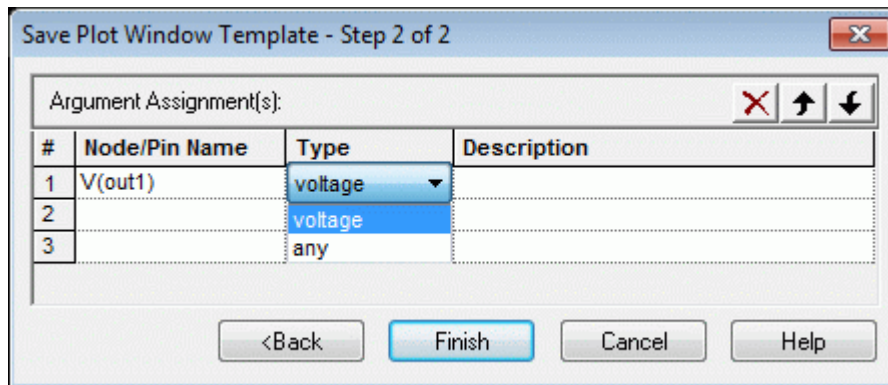 Save Plot Window Template - Step 2 of 2
Argument Assignment(s):
# Node/Pin Name Type Description
1 V(out1) voltage
2 voltage
3 any
<Back Finish Cancel Help